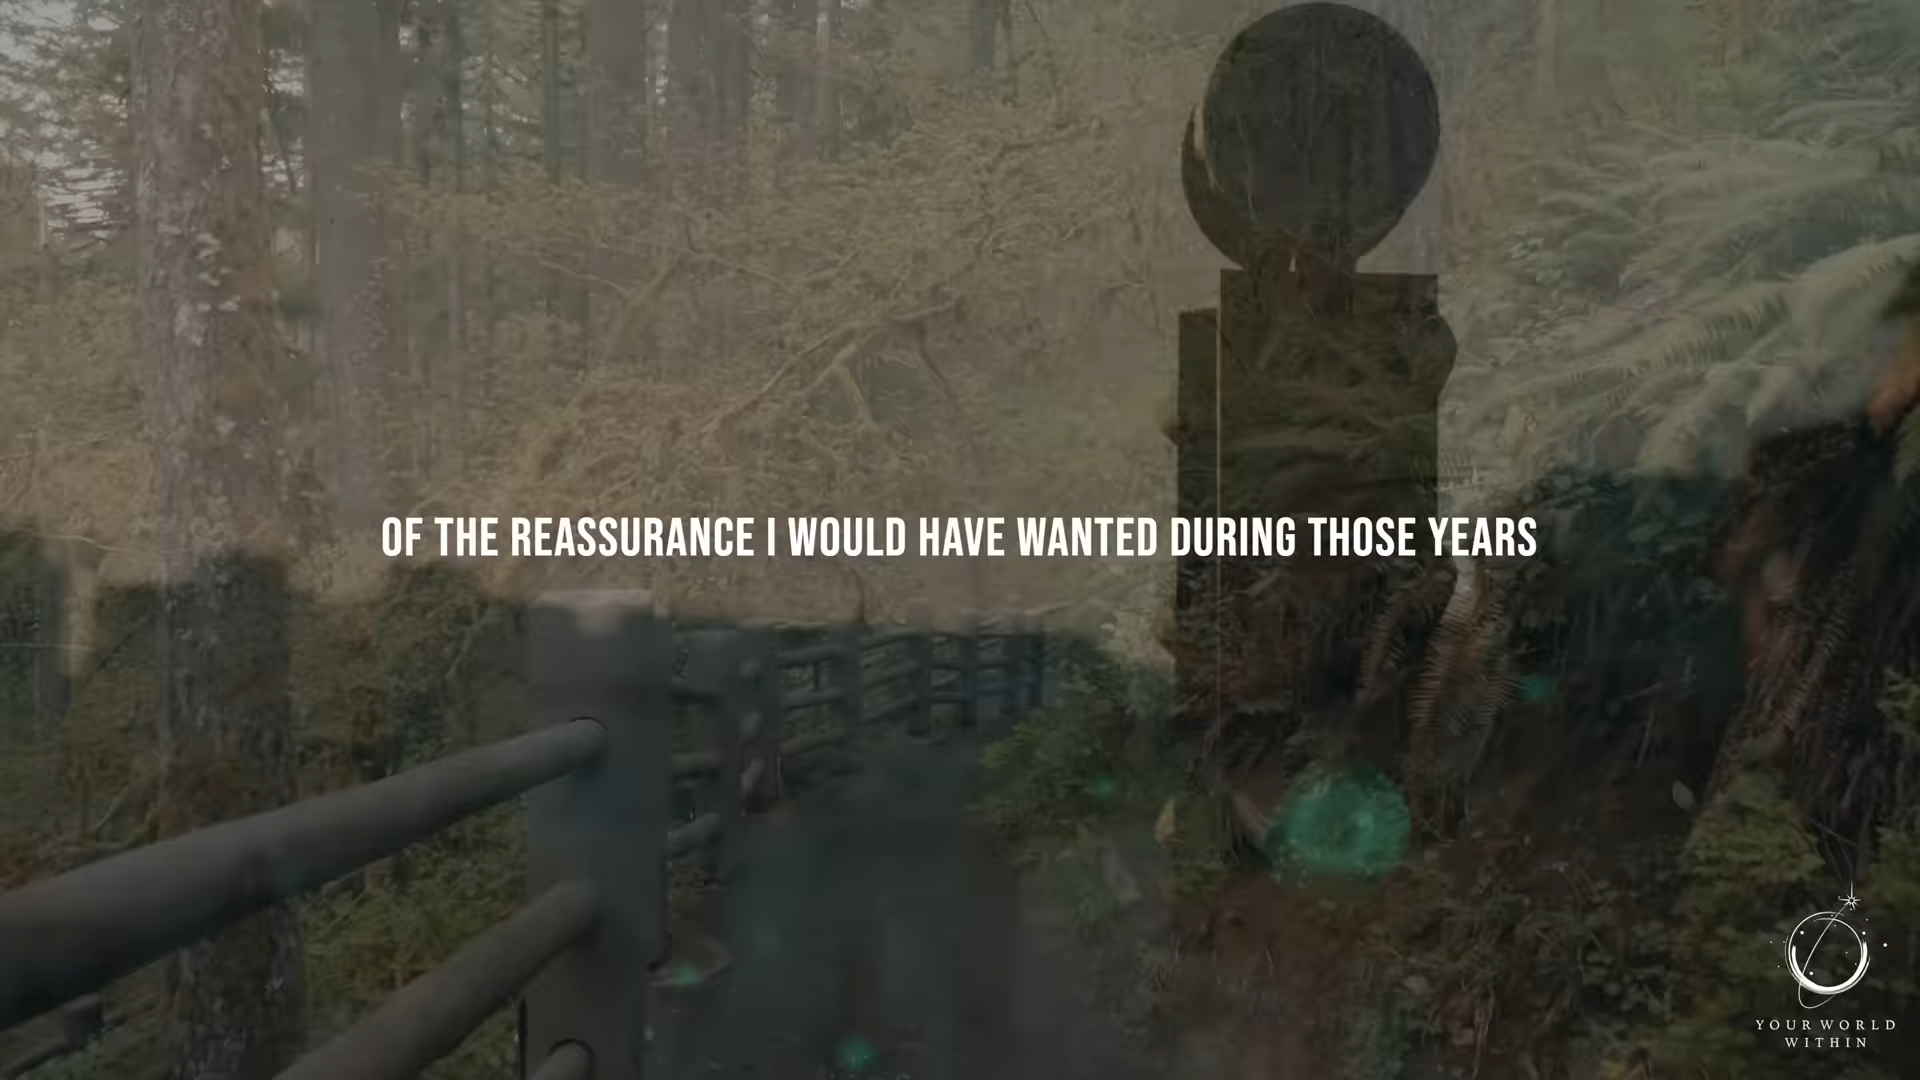 OF THE REASSURANCE I WOULD HAVE WANTED DURING THOSE YEARS
YOUR WORLD
WITHIN